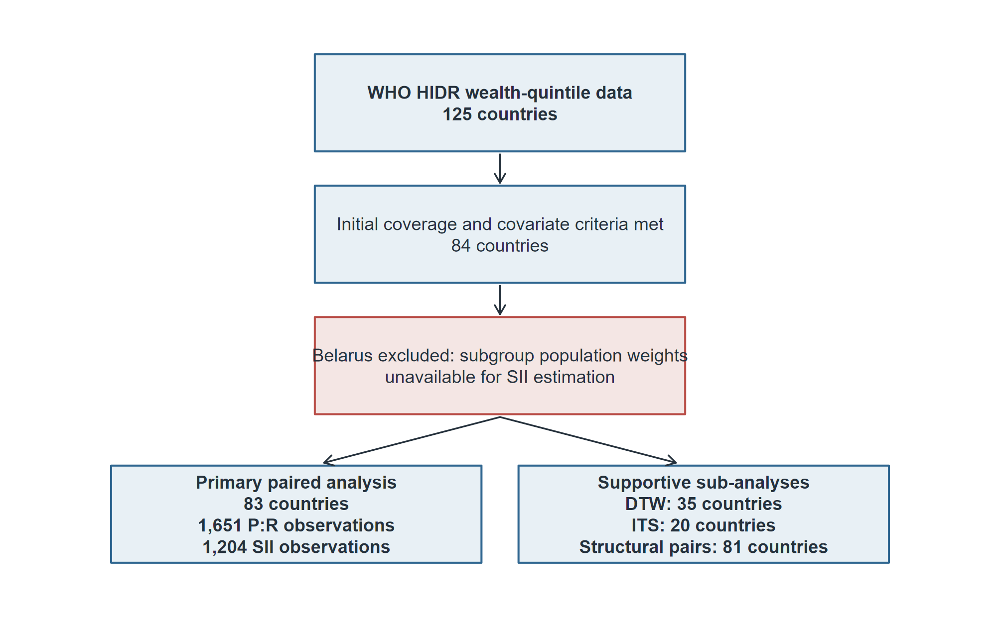 WHO HIDR wealth-quintile data
125 countries
Initial coverage and covariate criteria met
84 countries
Belarus excluded: subgroup population weights
unavailable for SII estimation
Primary paired analysis
83 countries
1,651 P:R observations
1,204 SII observations
Supportive sub-analyses
DTW: 35 countries
ITS: 20 countries
Structural pairs: 81 countries